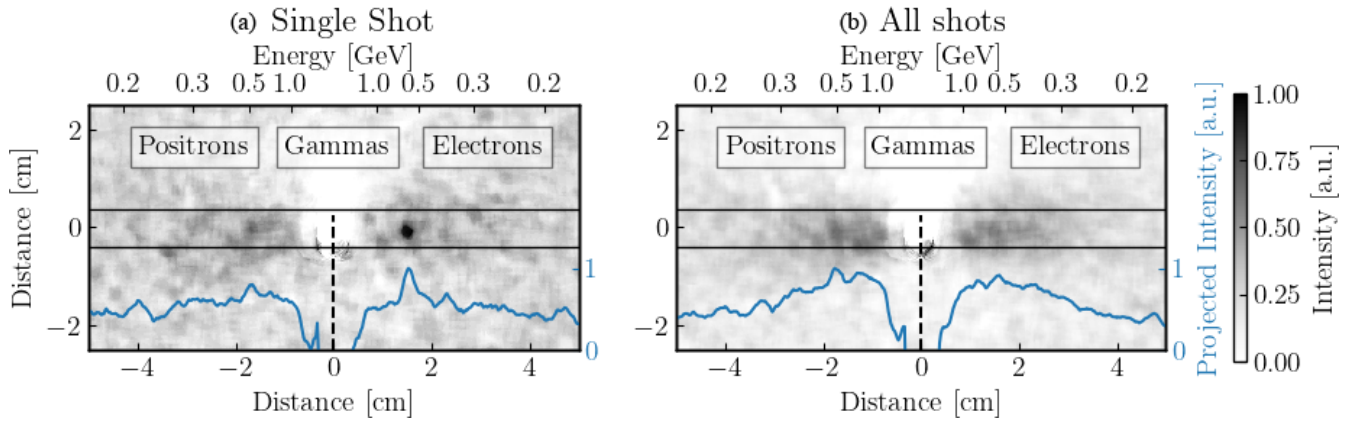 (a) Single Shot
Energy [GeV]
0.2 0.3 0.5 1.0 1.0 0.5 0.3 0.2
Positrons Gammas Electrons
Distance [cm]
2
0
−2
1
0
−4 −2 0 2 4
Distance [cm]
(b) All shots
Energy [GeV]
0.2 0.3 0.5 1.0 1.0 0.5 0.3 0.2
Positrons Gammas Electrons
2
0
−2
1
0
−4 −2 0 2 4
Distance [cm]
Projected Intensity [a.u.]
1.00
0.75
0.50
0.25
0.00
Intensity [a.u.]